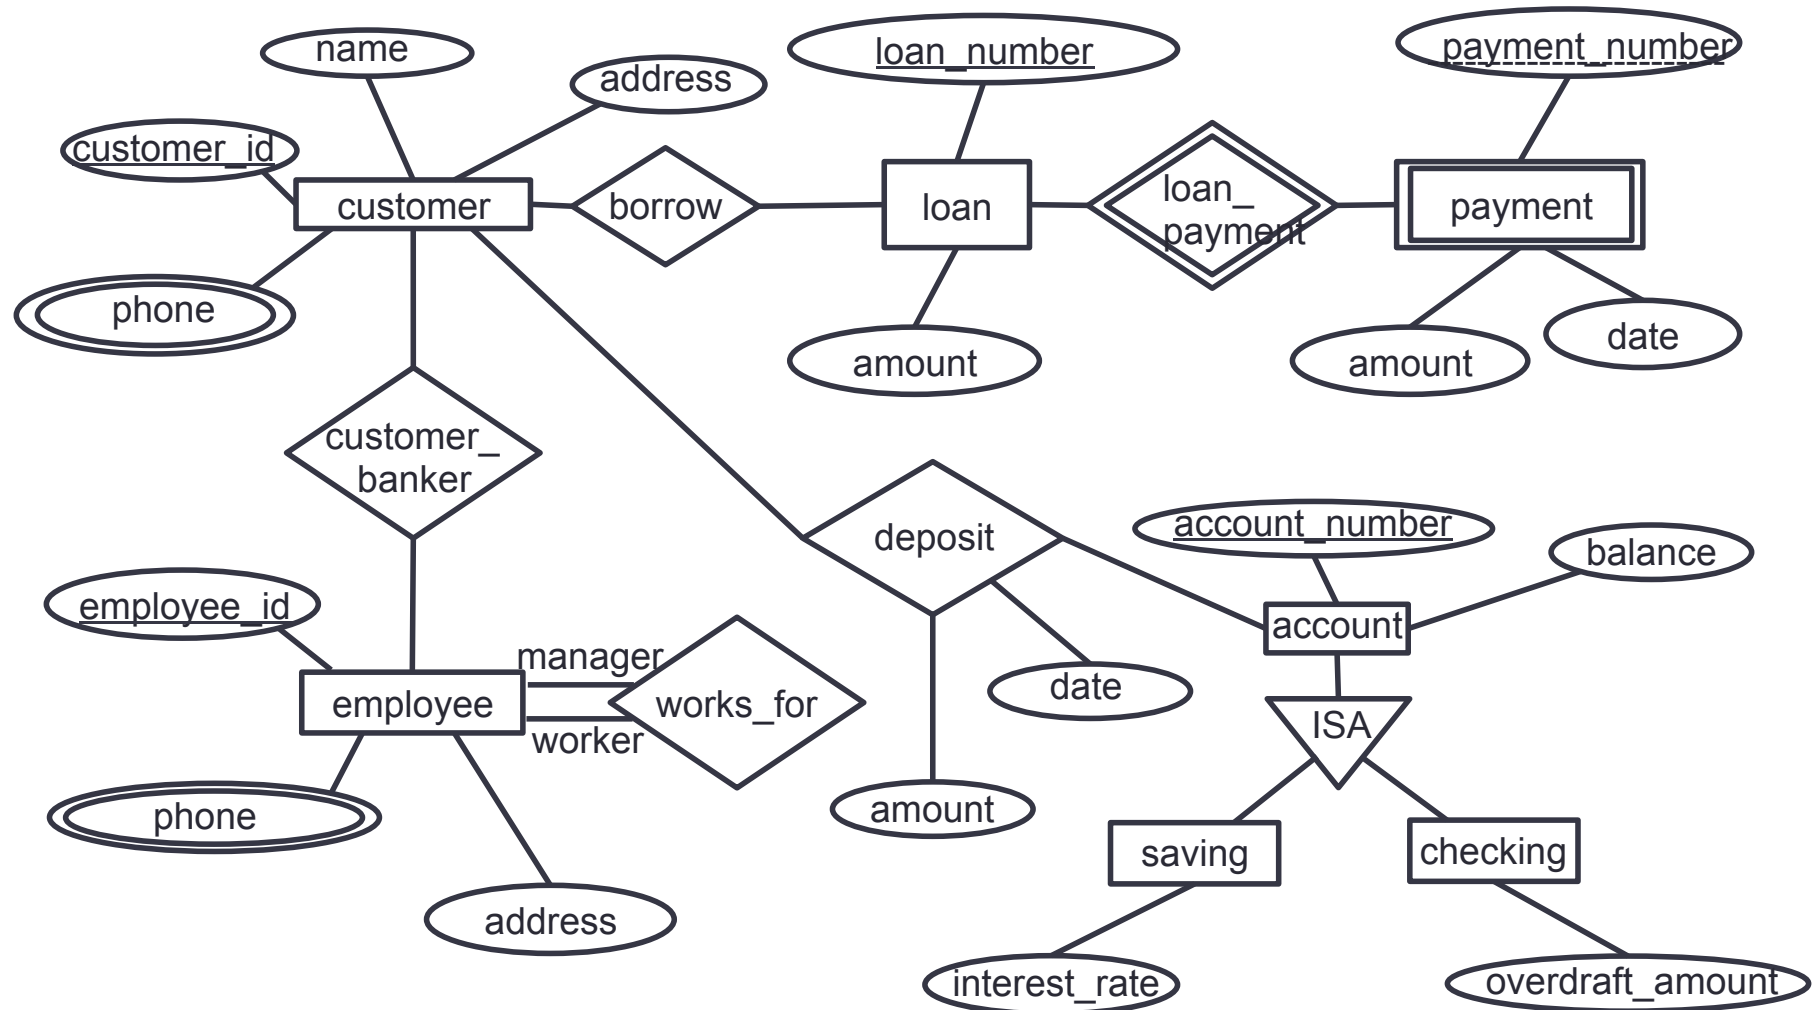 name
loan_number
payment_number
address
customer_id
customer
borrow
loan
loan_
payment
payment
phone
amount
amount
date
customer_
banker
deposit
account_number
balance
employee_id
account
manager
employee
works_for
date
worker
ISA
phone
amount
saving
checking
address
interest_rate
overdraft_amount